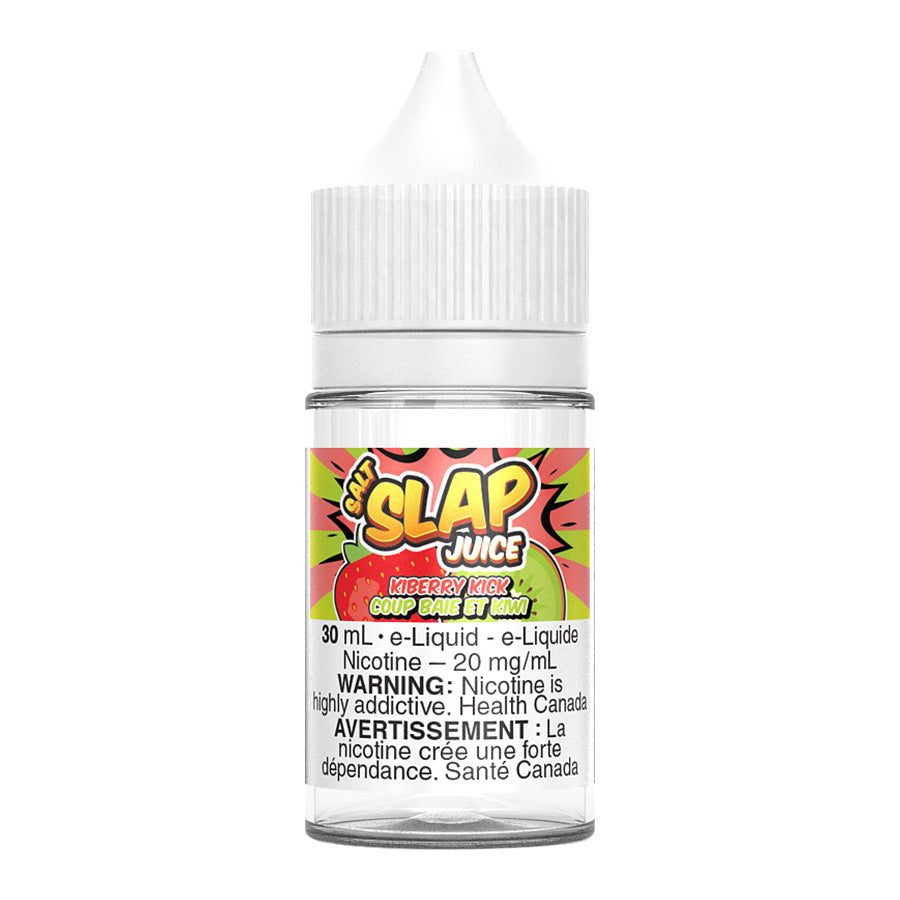 SALT
SLAP
JUICE
KIBERRY KICK
COUP BAIE ET KIWI
30 mL • e-Liquid - e-Liquide
Nicotine – 20 mg/mL
WARNING: Nicotine is
highly addictive. Health Canada
AVERTISSEMENT : La
nicotine crée une forte
dépendance. Santé Canada